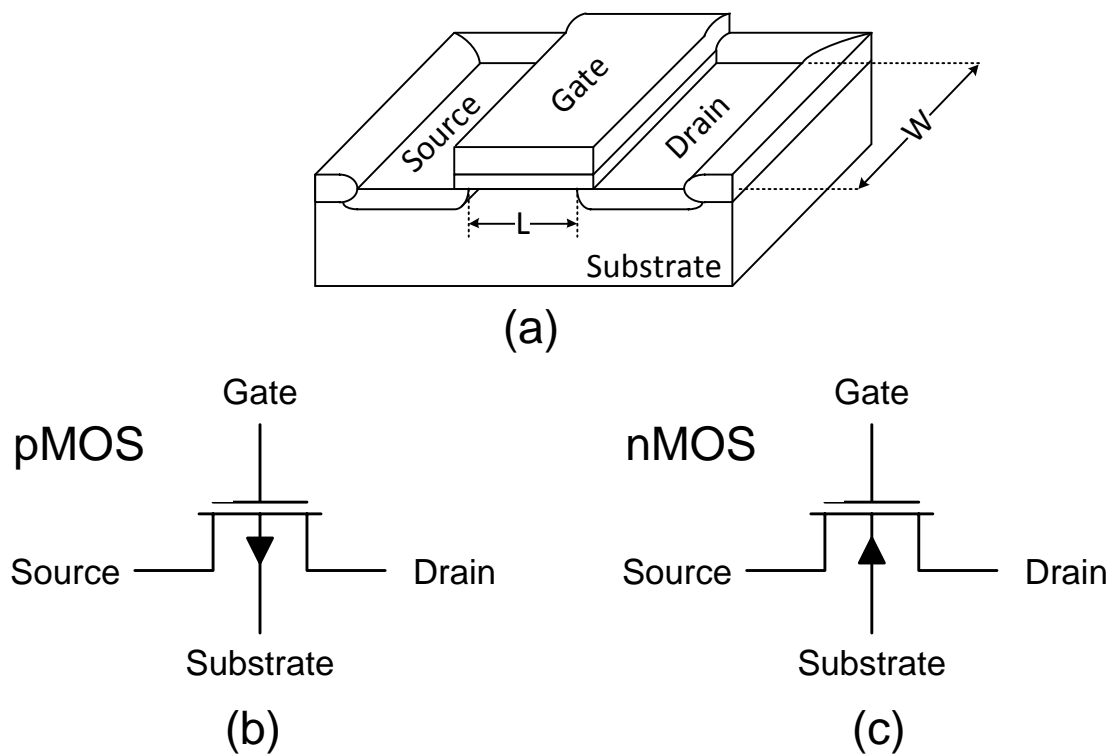 Gate
Source
Drain
W
L
Substrate
(a)
Gate
pMOS
Source
Drain
Substrate
(b)
Gate
nMOS
Source
Drain
Substrate
(c)